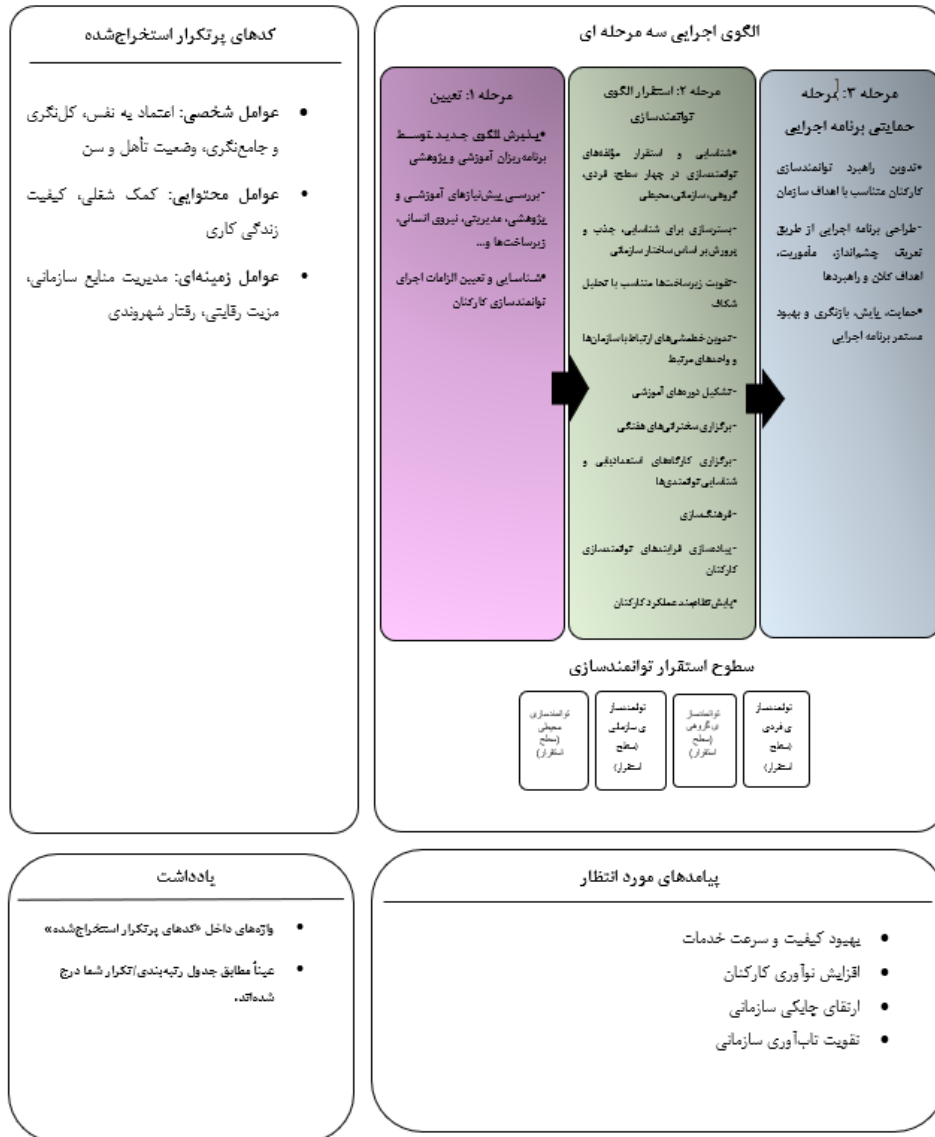 الگوی اجرایی سه مرحله ای
مرحله ۱: تعیین
•پذیرش الگوی جدید توسط
برنامه‌ریزان آموزشی و پژوهشی
-بررسی پیش‌نیازهای آموزشی و
پژوهشی، مدیریتی، نیروی انسانی،
زیرساخت‌ها و...
•شناسایی و تعیین الزامات اجرای
توانمندسازی کارکنان
مرحله ۲: استقرار الگوی
توانمندسازی
•شناسایی و استقرار مؤلفه‌های
توانمندسازی در چهار سطح: فردی،
گروهی، سازمانی، محیطی
-بسترسازی برای شناسایی، جذب و
پرورش بر اساس ساختار سازمانی
-تقویت زیرساخت‌ها متناسب با تحلیل
شکاف
-تدوین خط‌مشی‌های ارتباط با سازمان‌ها
و واحدهای مرتبط
-تشکیل دوره‌های آموزشی
-برگزاری سخنرانی‌های هفتگی
-برگزاری کارگاه‌های استعدادیابی و
شناسایی توانمندی‌ها
-فرهنگ‌سازی
-پیاده‌سازی فرایندهای توانمندسازی
کارکنان
•پایش نظام‌مند عملکرد کارکنان
مرحله ۳: مرحله
حمایتی برنامه اجرایی
•تدوین راهبرد توانمندسازی
کارکنان متناسب با اهداف سازمان
-طراحی برنامه اجرایی از طریق
تعریف چشم‌انداز، مأموریت،
اهداف کلان و راهبردها
•حمایت، پایش، بازنگری و بهبود
مستمر برنامه اجرایی
سطوح استقرار توانمندسازی
توانمندساز
ی فردی
(سطح
استقرار)
توانمندساز
ی گروهی
(سطح
استقرار)
توانمندساز
ی سازمانی
(سطح
استقرار)
توانمندسازی
محیطی
(سطح
استقرار)
کدهای پرتکرار استخراج‌شده
• عوامل شخصی: اعتماد به نفس، کل‌نگری
و جامع‌نگری، وضعیت تأهل و سن
• عوامل محتوایی: کمک شغلی، کیفیت
زندگی کاری
• عوامل زمینه‌ای: مدیریت منابع سازمانی،
مزیت رقابتی، رفتار شهروندی
پیامدهای مورد انتظار
• بهبود کیفیت و سرعت خدمات
• افزایش نوآوری کارکنان
• ارتقای چابکی سازمانی
• تقویت تاب‌آوری سازمانی
یادداشت
• واژه‌های داخل «کدهای پرتکرار استخراج‌شده»
• عیناً مطابق جدول رتبه‌بندی/تکرار شما درج
شده‌اند.